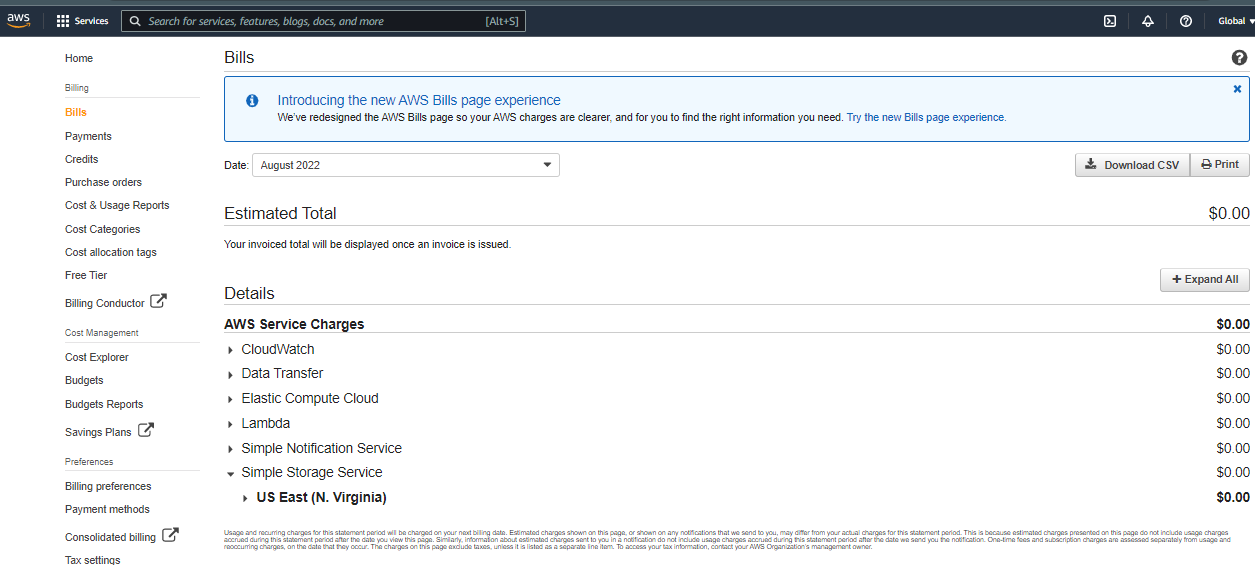 aws Services Search for services, features, blogs, docs, and more [Alt+S] Global
Home
Billing
Bills
Payments
Credits
Purchase orders
Cost & Usage Reports
Cost Categories
Cost allocation tags
Free Tier
Billing Conductor
Cost Management
Cost Explorer
Budgets
Budgets Reports
Savings Plans
Preferences
Billing preferences
Payment methods
Consolidated billing
Tax settings
Bills
Introducing the new AWS Bills page experience
We've redesigned the AWS Bills page so your AWS charges are clearer, and for you to find the right information you need. Try the new Bills page experience.
Date: August 2022 Download CSV Print
Estimated Total $0.00
Your invoiced total will be displayed once an invoice is issued.
+ Expand All
Details
AWS Service Charges $0.00
CloudWatch $0.00
Data Transfer $0.00
Elastic Compute Cloud $0.00
Lambda $0.00
Simple Notification Service $0.00
Simple Storage Service $0.00
US East (N. Virginia) $0.00
Usage and recurring charges for this statement period will be charged on your next billing date. Estimated charges shown on this page, or shown on any notifications that we send to you, may differ from your actual charges for this statement period. This is because estimated charges presented on this page do not include usage charges
accrued during this statement period after the date you view this page. Similarly, information about estimated charges sent to you in a notification do not include usage charges accrued during this statement period after the date we send you the notification. One-time fees and subscription charges are assessed separately from usage and
reoccurring charges, on the date that they occur. The charges on this page exclude taxes, unless it is listed as a separate line item. To access your tax information, contact your AWS Organization's management owner.